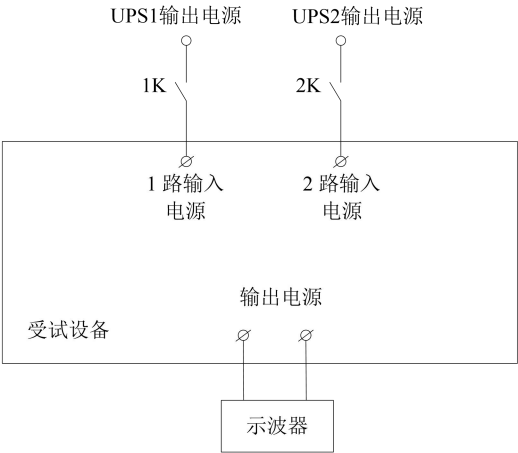 UPS1输出电源
UPS2输出电源
1K
2K
1 路输入
电源
2 路输入
电源
输出电源
受试设备
示波器